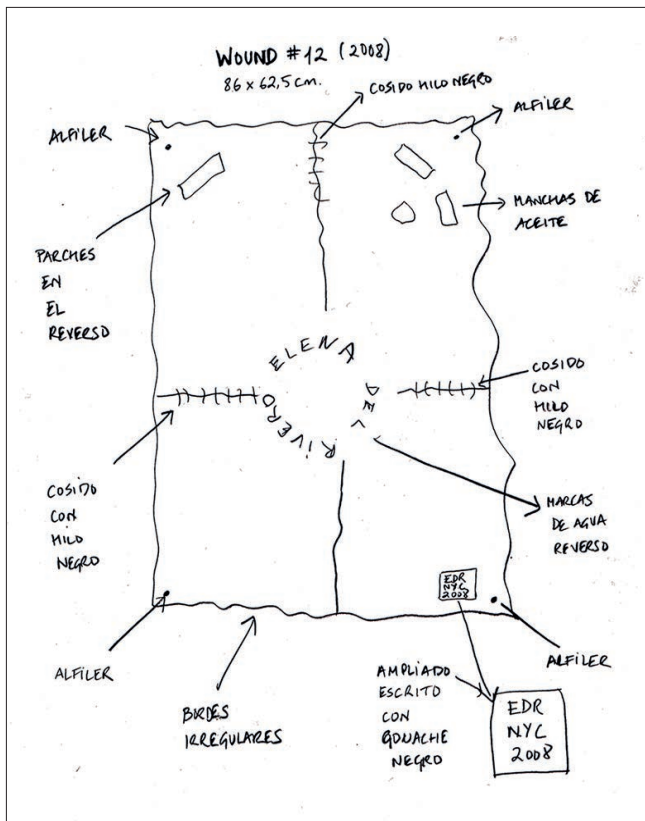 WOUND #12 (2008)
86 x 62,5 cm.
COSIDO HILO NEGRO
ALFILER
ALFILER
MANCHAS DE
ACEITE
PARCHES
EN
EL
REVERSO
ELENA
DEL
RIVERO
COSIDO
CON
HILO
NEGRO
COSIDO
CON
HILO
NEGRO
MARCAS
DE AGUA
REVERSO
EDR
NYC
2008
ALFILER
ALFILER
BIRDES
IRREGULARES
AMPLIADO
ESCRITO
CON
GONACHE
NEGRO
EDR
NYC
2008